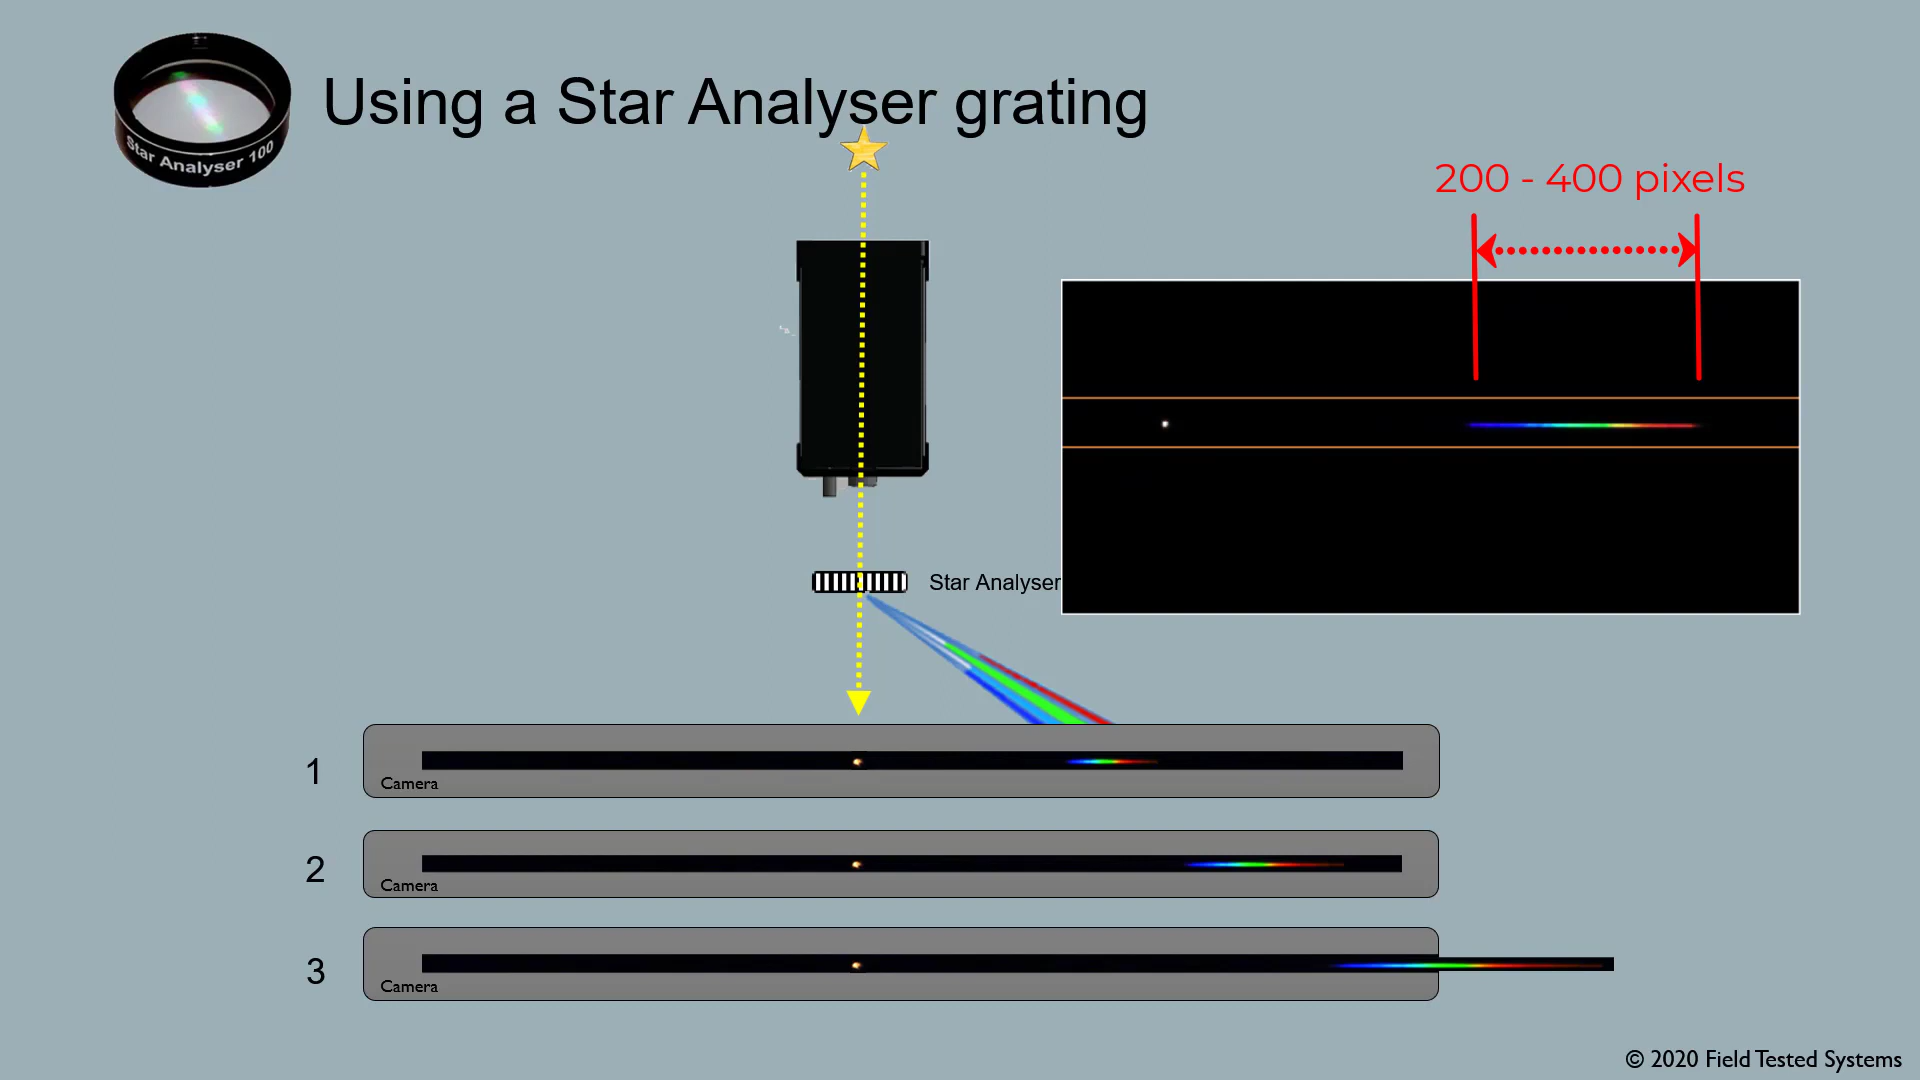 Using a Star Analyser grating
Star Analyser 100
200 - 400 pixels
Star Analyser
1
Camera
2
Camera
3
Camera
© 2020 Field Tested Systems